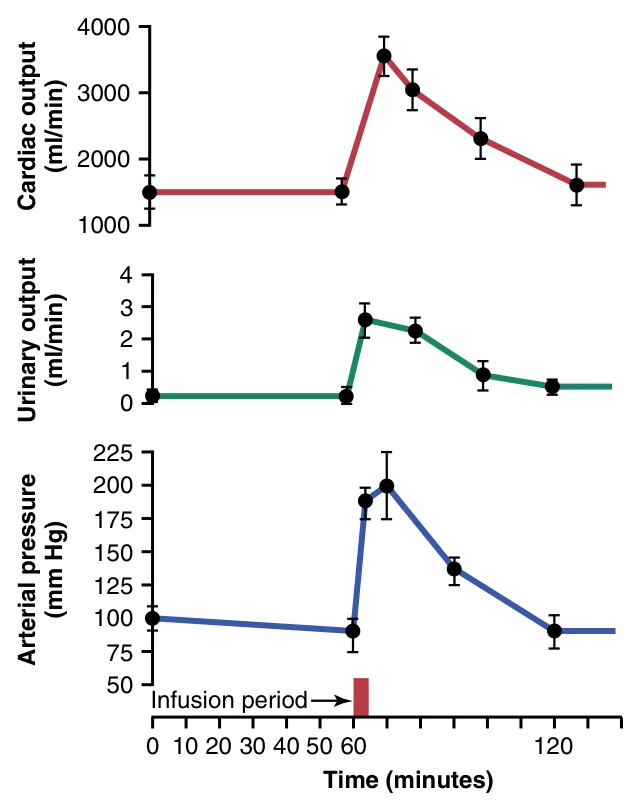 Cardiac output
(ml/min)
4000
3000
2000
1000
Urinary output
(ml/min)
4
3
2
1
0
Arterial pressure
(mm Hg)
225
200
175
150
125
100
75
50
Infusion period
0 10 20 30 40 50 60 120
Time (minutes)